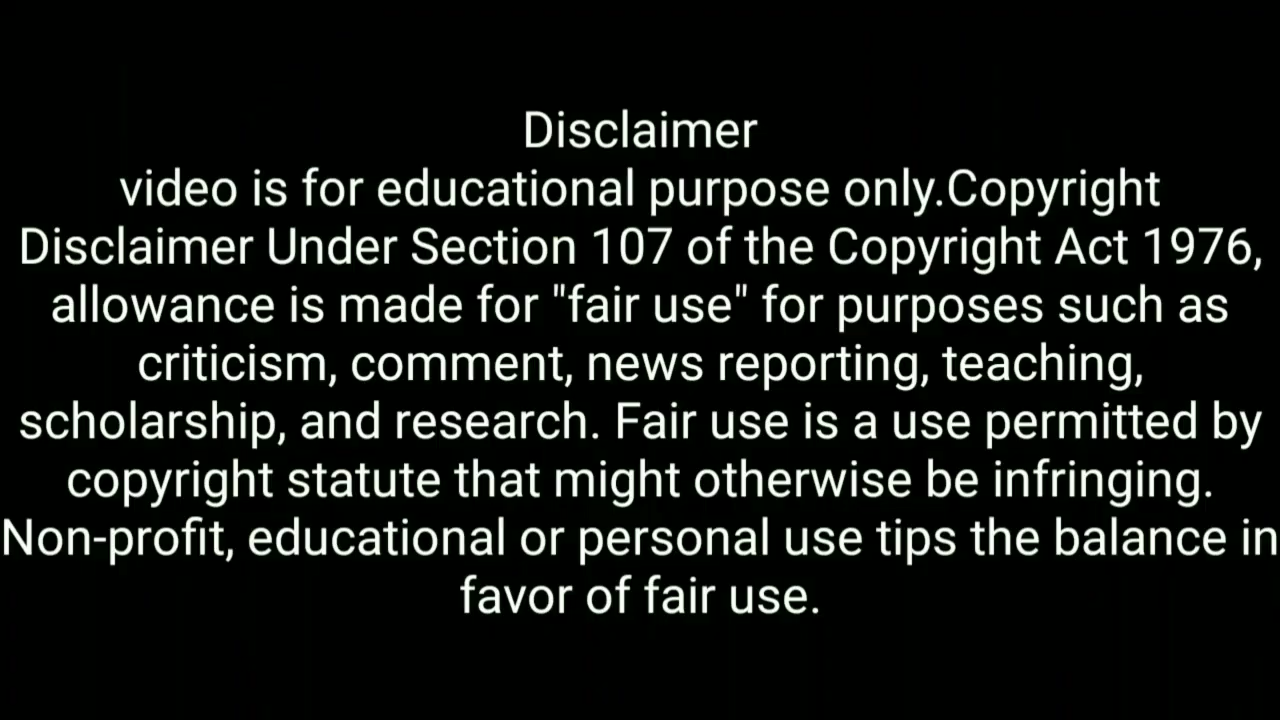 Disclaimer
video is for educational purpose only.Copyright
Disclaimer Under Section 107 of the Copyright Act 1976,
allowance is made for "fair use" for purposes such as
criticism, comment, news reporting, teaching,
scholarship, and research. Fair use is a use permitted by
copyright statute that might otherwise be infringing.
Non-profit, educational or personal use tips the balance in
favor of fair use.